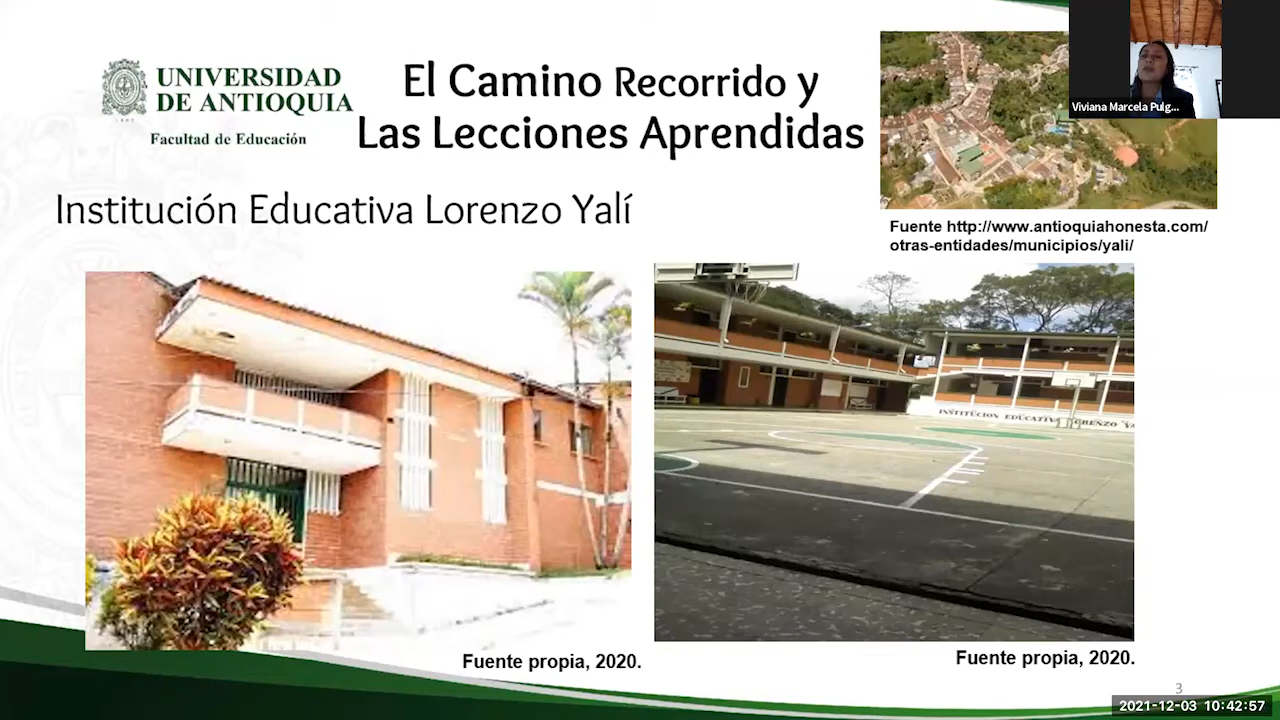 UNIVERSIDAD
DE ANTIOQUIA
Facultad de Educación
El Camino Recorrido y
Las Lecciones Aprendidas
Viviana Marcela Pulg...
Institución Educativa Lorenzo Yalí
Fuente http://www.antioquiahonesta.com/
otras-entidades/municipios/yali/
INSTITUCION EDUCATIVA LORENZO YA
Fuente propia, 2020.
Fuente propia, 2020.
3
2021-12-03 10:42:57